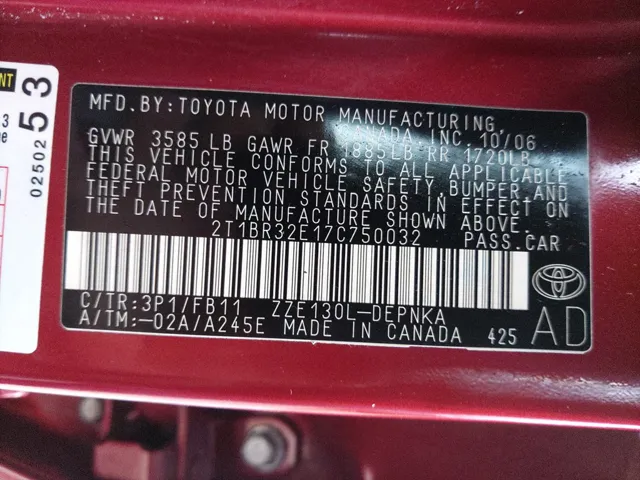 MFD. BY: TOYOTA MOTOR MANUFACTURING,
CANADA, INC. 10/06
GVWR 3585 LB GAWR FR 1885LB RR 1720LB
THIS VEHICLE CONFORMS TO ALL APPLICABLE
FEDERAL MOTOR VEHICLE SAFETY, BUMPER AND
THEFT PREVENTION STANDARDS IN EFFECT ON
THE DATE OF MANUFACTURE SHOWN ABOVE.
2T1BR32E17C750032 PASS.CAR
C/TR:3P1/FB11 ZZE130L-DEPNKA
A/TM:-02A/A245E MADE IN CANADA 425
AD
53
02502
NT
3